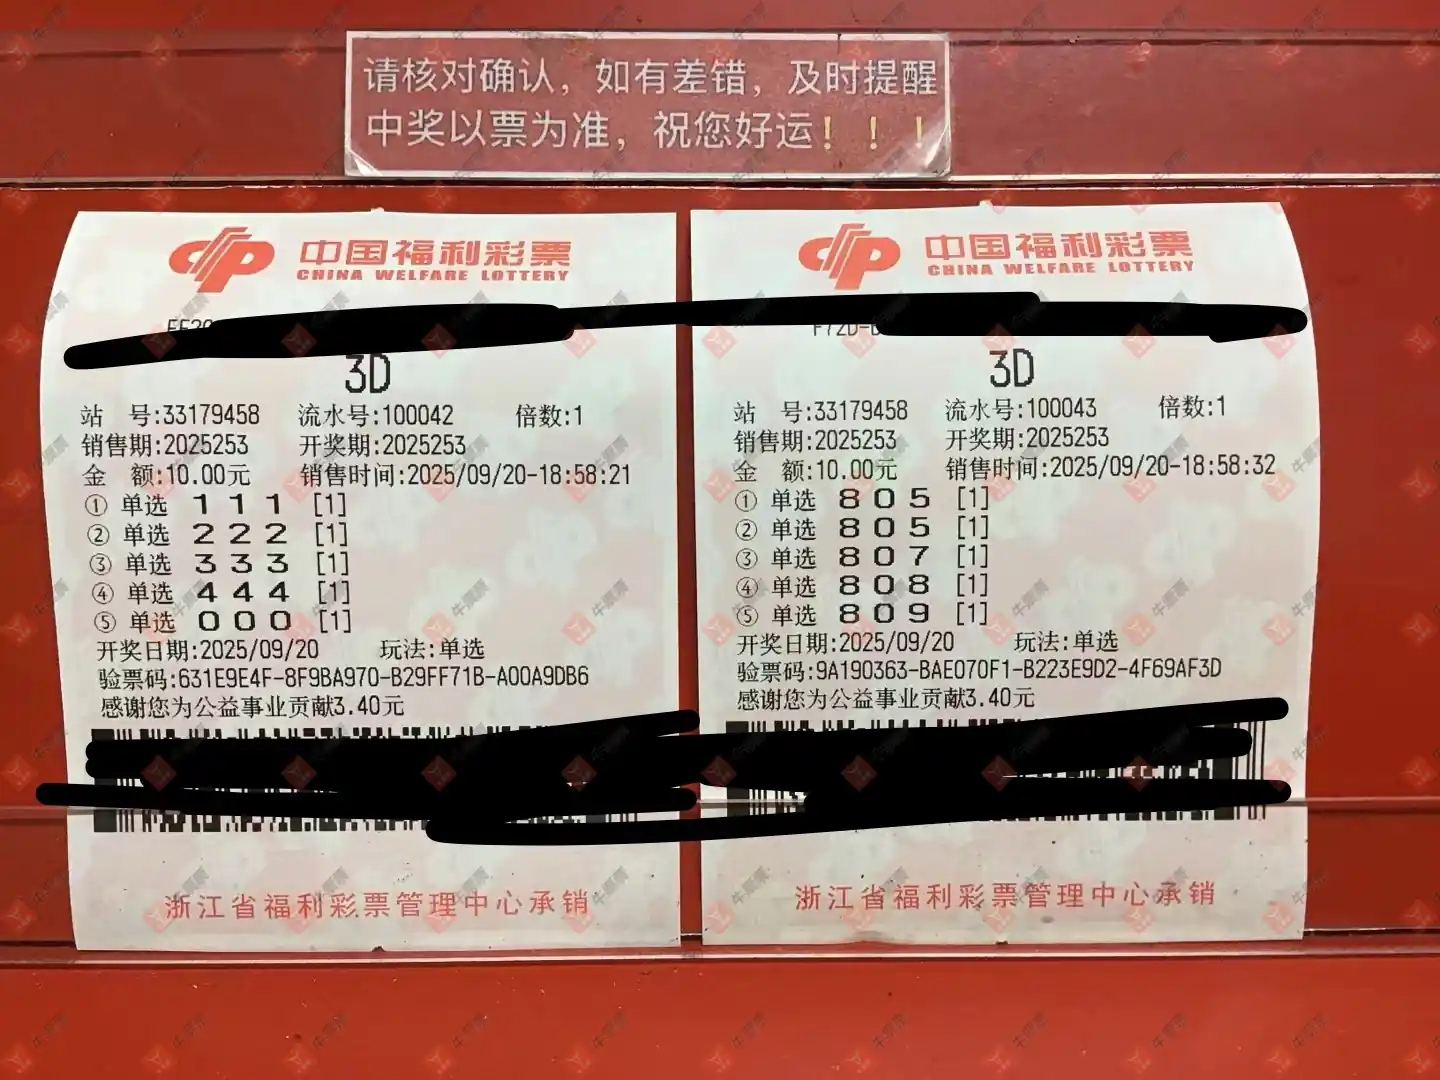 请核对确认，如有差错，及时提醒
中奖以票为准，祝您好运！！！
中国福利彩票
CHINA WELFARE LOTTERY
3D
站 号:33179458 流水号:100042 倍数:1
销售期:2025253 开奖期:2025253
金 额:10.00元 销售时间:2025/09/20-18:58:21
① 单选 1 1 1 [1]
② 单选 2 2 2 [1]
③ 单选 3 3 3 [1]
④ 单选 4 4 4 [1]
⑤ 单选 0 0 0 [1]
开奖日期:2025/09/20 玩法:单选
验票码:631E9E4F-8F9BA970-B29FF71B-A00A9DB6
感谢您为公益事业贡献3.40元
浙江省福利彩票管理中心承销
中国福利彩票
CHINA WELFARE LOTTERY
3D
站 号:33179458 流水号:100043 倍数:1
销售期:2025253 开奖期:2025253
金 额:10.00元 销售时间:2025/09/20-18:58:32
① 单选 8 0 5 [1]
② 单选 8 0 5 [1]
③ 单选 8 0 7 [1]
④ 单选 8 0 8 [1]
⑤ 单选 8 0 9 [1]
开奖日期:2025/09/20 玩法:单选
验票码:9A190363-BAE070F1-B223E9D2-4F69AF3D
感谢您为公益事业贡献3.40元
浙江省福利彩票管理中心承销